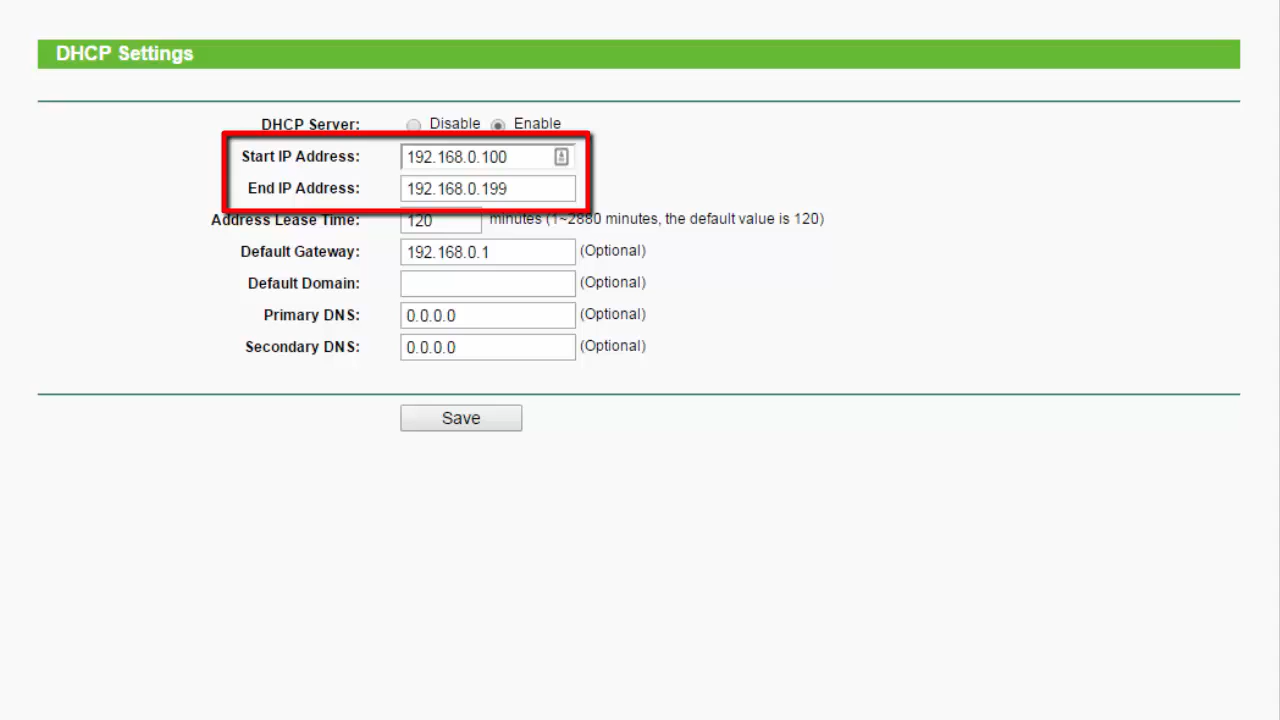 DHCP Settings
DHCP Server: Disable Enable
Start IP Address: 192.168.0.100
End IP Address: 192.168.0.199
Address Lease Time: 120 minutes (1~2880 minutes, the default value is 120)
Default Gateway: 192.168.0.1 (Optional)
Default Domain: (Optional)
Primary DNS: 0.0.0.0 (Optional)
Secondary DNS: 0.0.0.0 (Optional)
Save